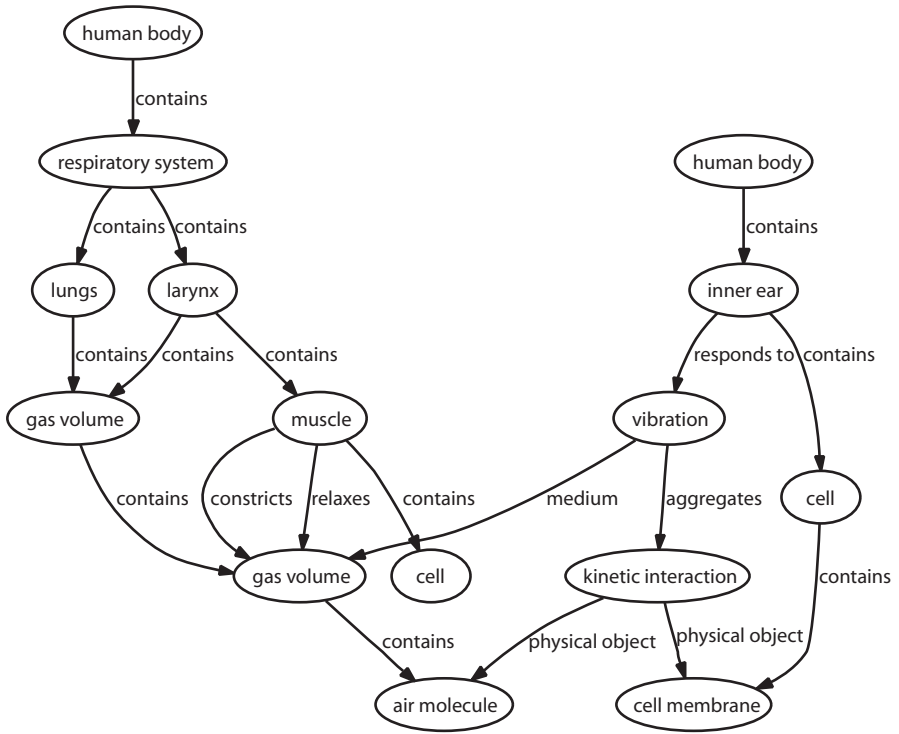 human body
contains
respiratory system
human body
contains
contains
contains
lungs
larynx
inner ear
contains
contains
contains
responds to
contains
gas volume
muscle
vibration
contains
constricts
relaxes
contains
medium
aggregates
cell
gas volume
cell
kinetic interaction
contains
contains
physical object
physical object
air molecule
cell membrane